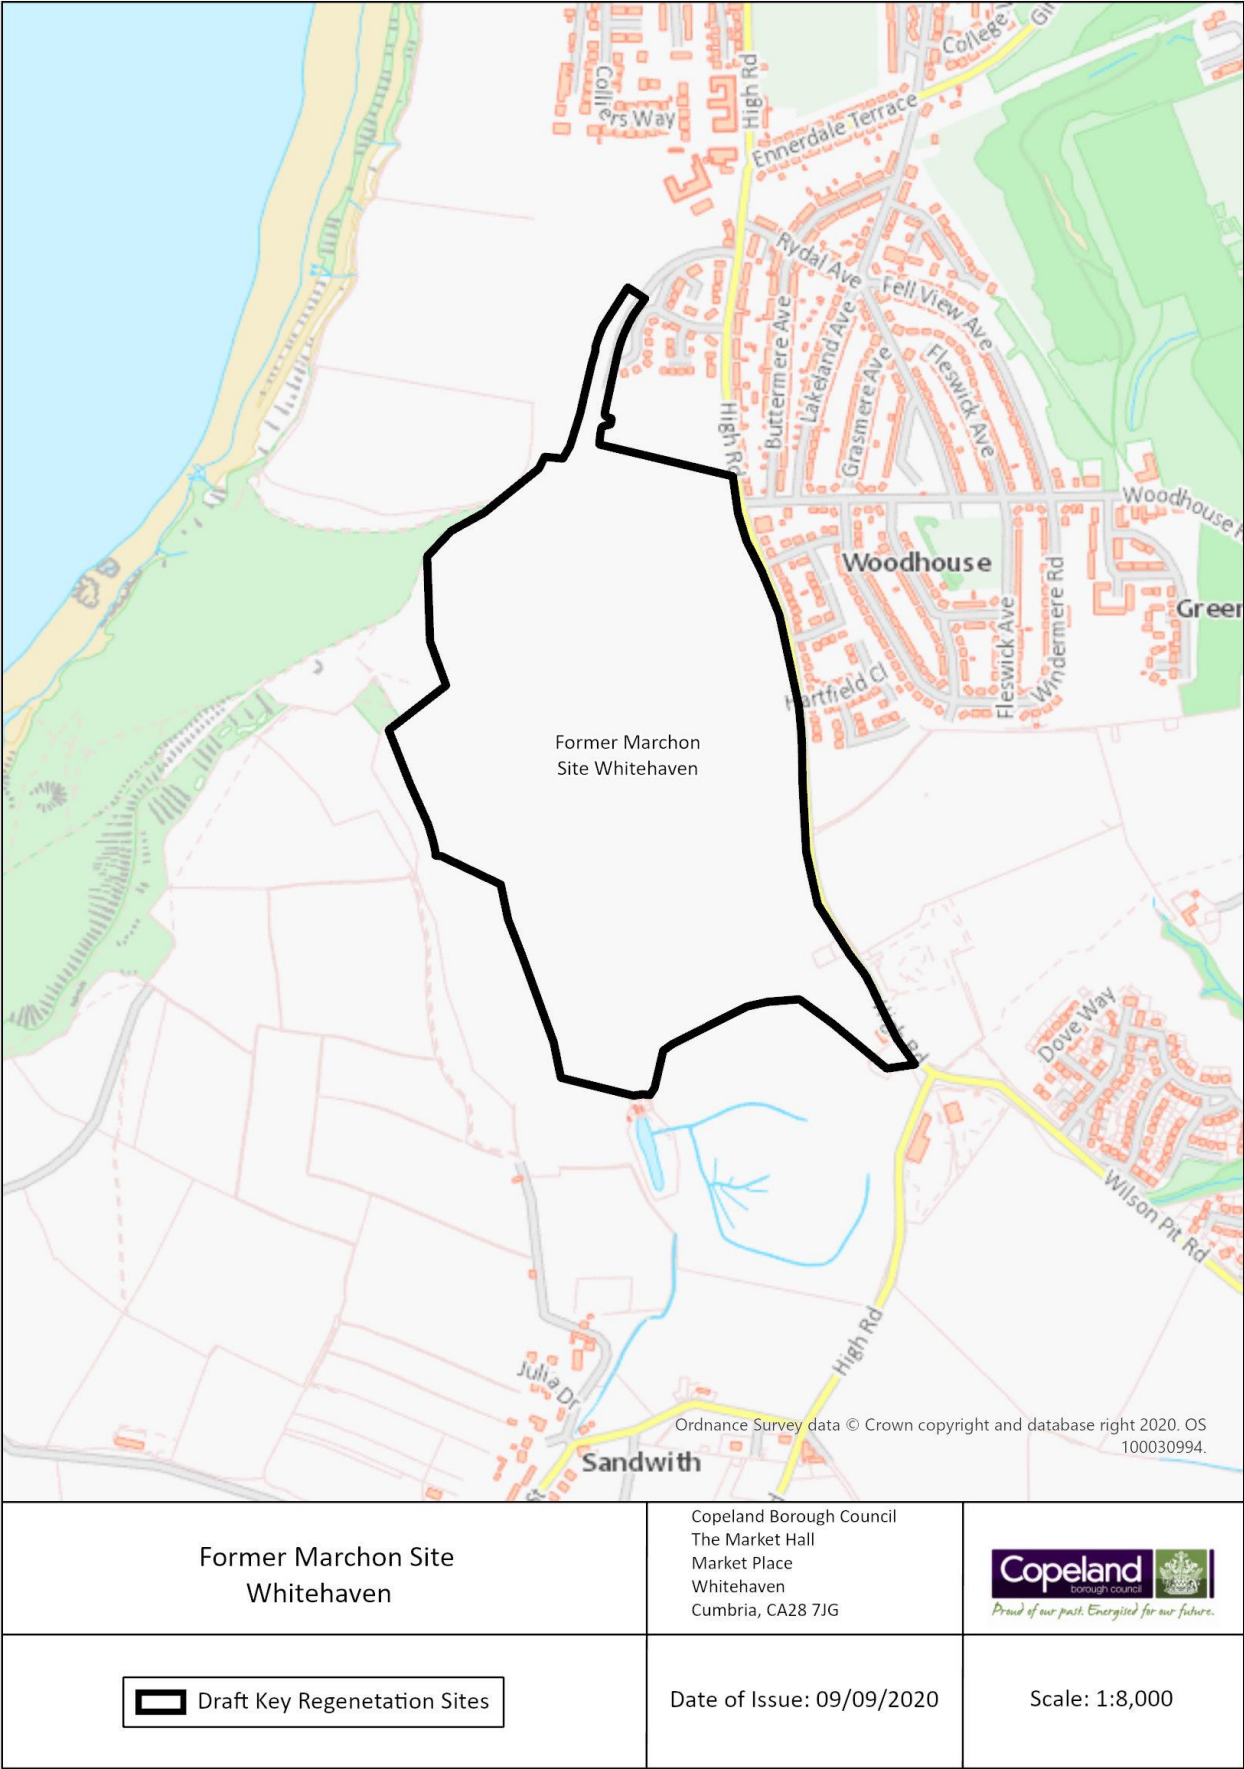 College
Colliers Way
High Rd
Ennerdale Terrace
Rydal Ave
Fell View Ave
Buttermere Ave
Lakeland Ave
Grasmere Ave
Fleswick Ave
High Rd
Woodhouse
Woodhouse
Green
Fleswick Ave
Windermere Rd
Hartfield Cl
Former Marchon
Site Whitehaven
High Rd
Dove Way
Wilson Pit Rd
High Rd
Julia Dr
Sandwith
Ordnance Survey data © Crown copyright and database right 2020. OS
100030994.
Former Marchon Site
Whitehaven
Copeland Borough Council
The Market Hall
Market Place
Whitehaven
Cumbria, CA28 7JG
Copeland
borough council
Proud of our past. Energised for our future.
Draft Key Regenetation Sites
Date of Issue: 09/09/2020
Scale: 1:8,000